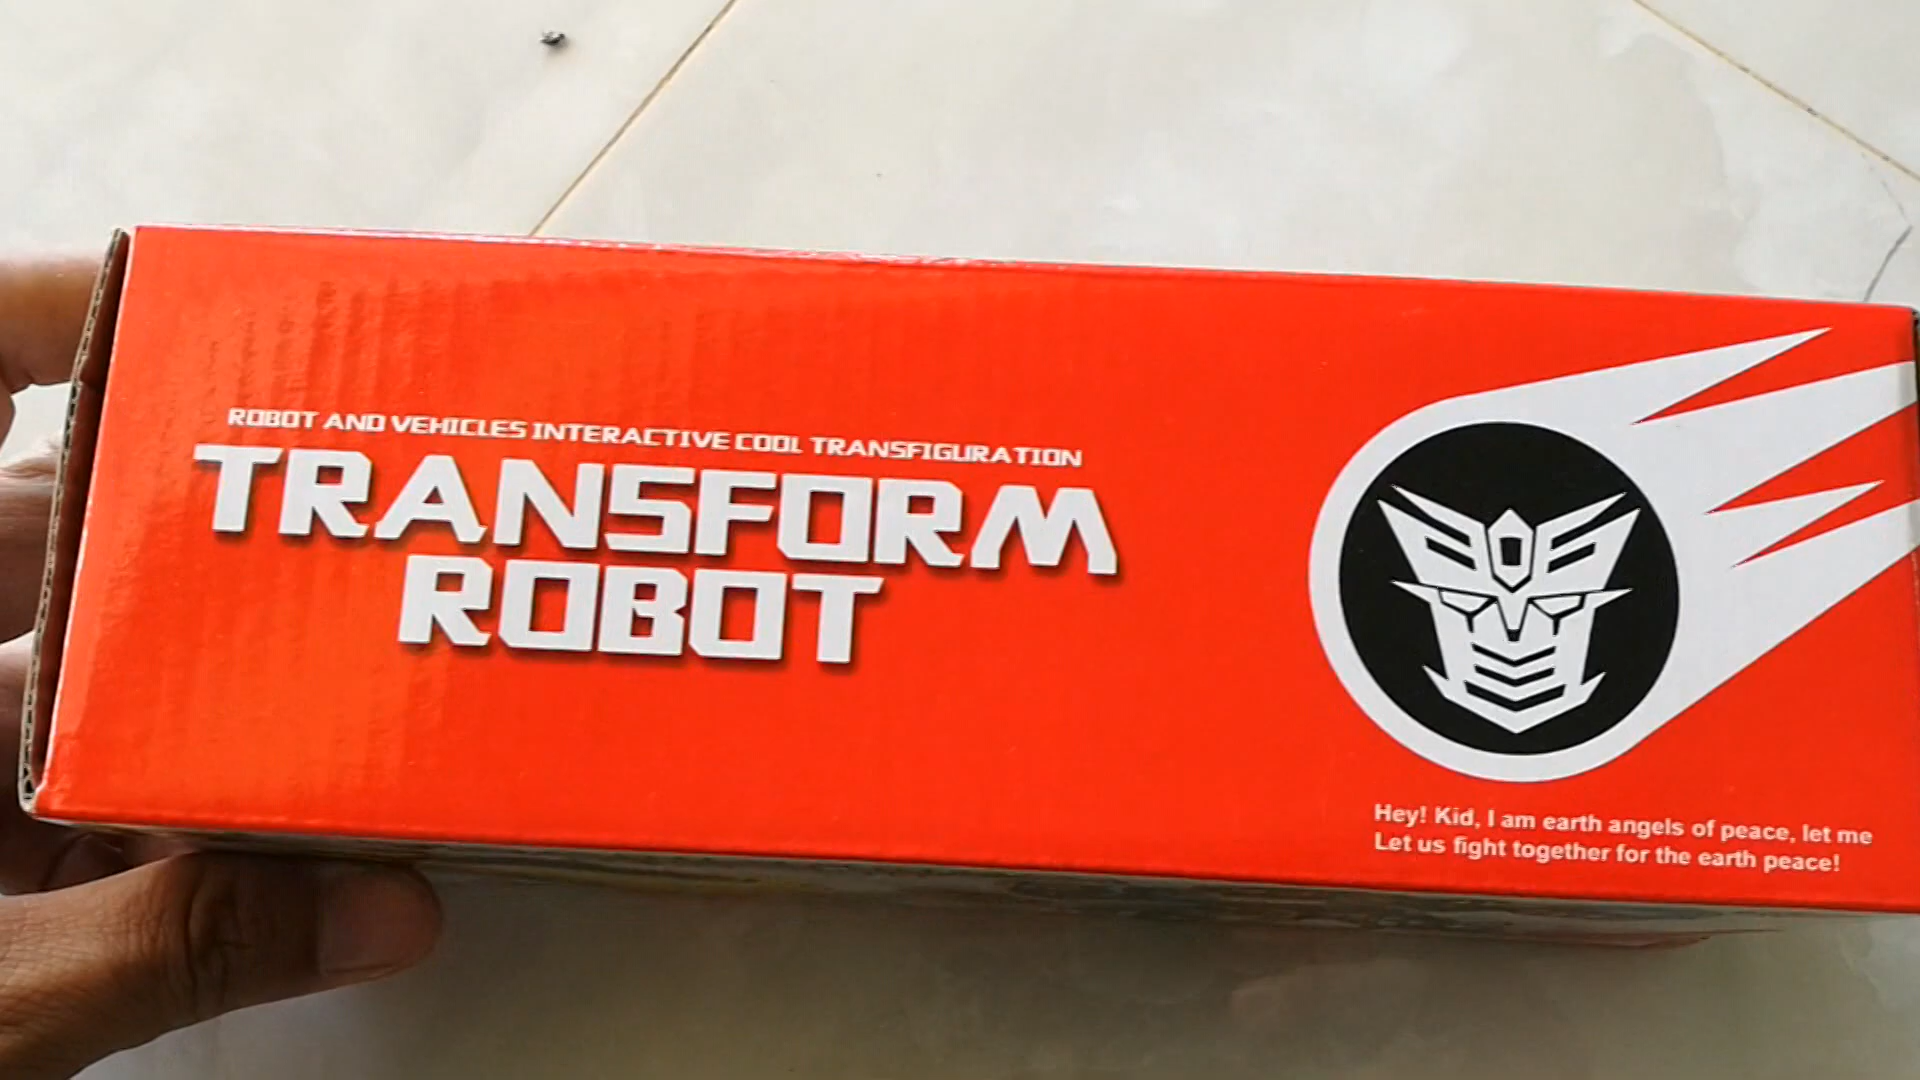 ROBOT AND VEHICLES INTERACTIVE COOL TRANSFIGURATION
TRANSFORM
ROBOT
Hey! Kid, I am earth angels of peace, let me
Let us fight together for the earth peace!